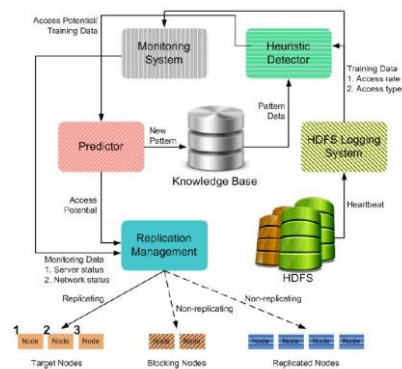 Access Potential/
Training Data
Monitoring
System
Heuristic
Detector
Training Data
1. Access rate
2. Access type
Predictor
New
Pattern
Pattern
Data
Knowledge Base
HDFS Logging
System
Access
Potential
Heartbeat
Replication
Management
HDFS
Monitoring Data
1. Server status
2. Network status
Replicating
Non-replicating
Non-replicating
1 2 3
Node Node Node Node Node Node Node Node Node
Target Nodes Blocking Nodes Replicated Nodes